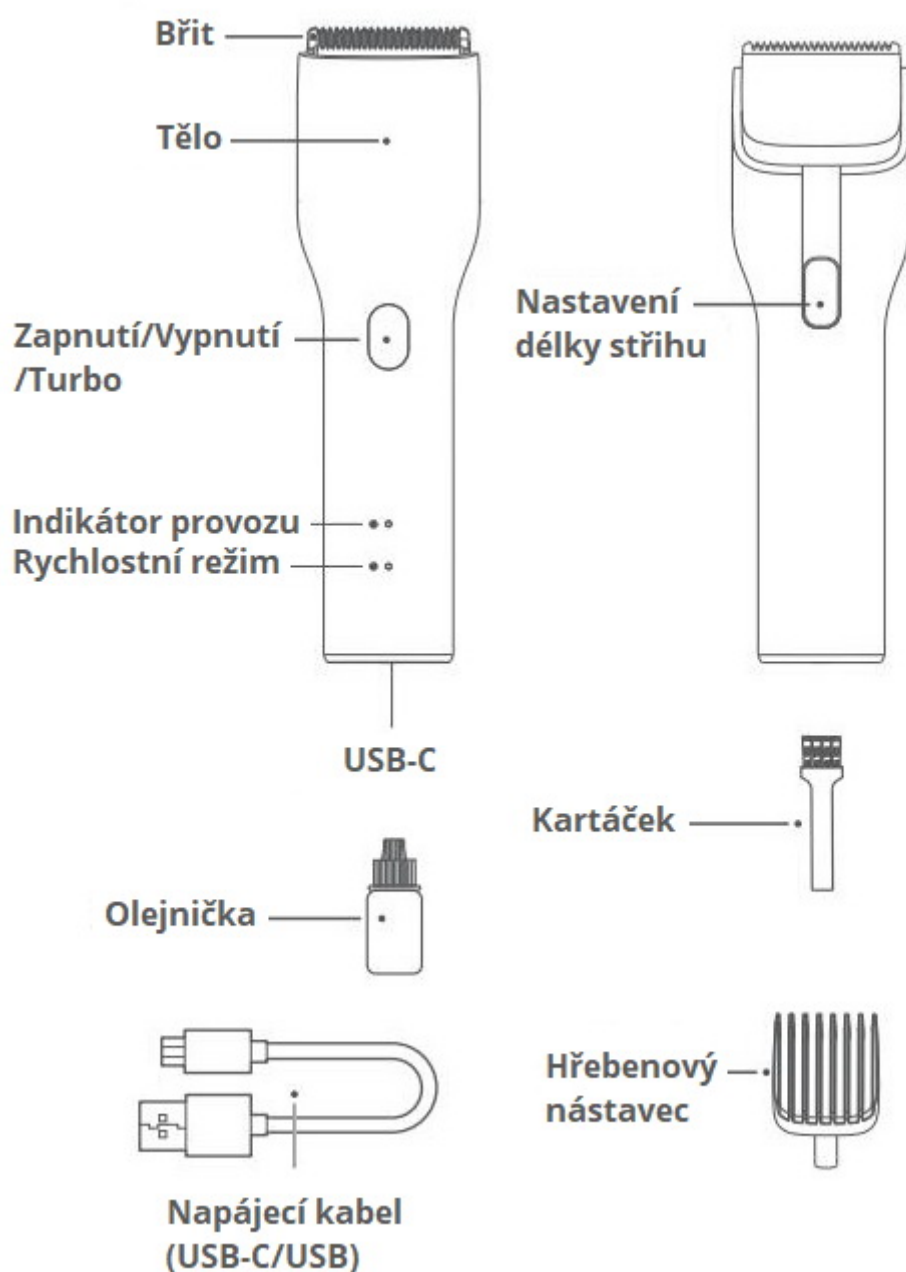 Břit
Tělo
Zapnutí/Vypnutí
/Turbo
Nastavení
délky střihu
Indikátor provozu
Rychlostní režim
USB-C
Kartáček
Olejnička
Hřebenový
nástavec
Napájecí kabel
(USB-C/USB)